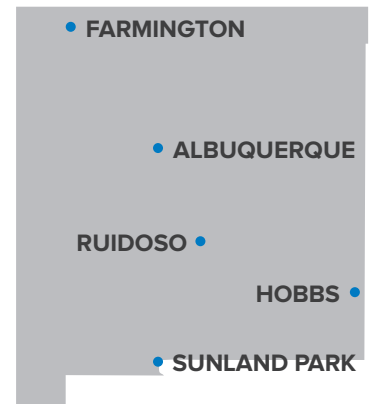 FARMINGTON
ALBUQUERQUE
RUIDOSO
HOBBS
SUNLAND PARK